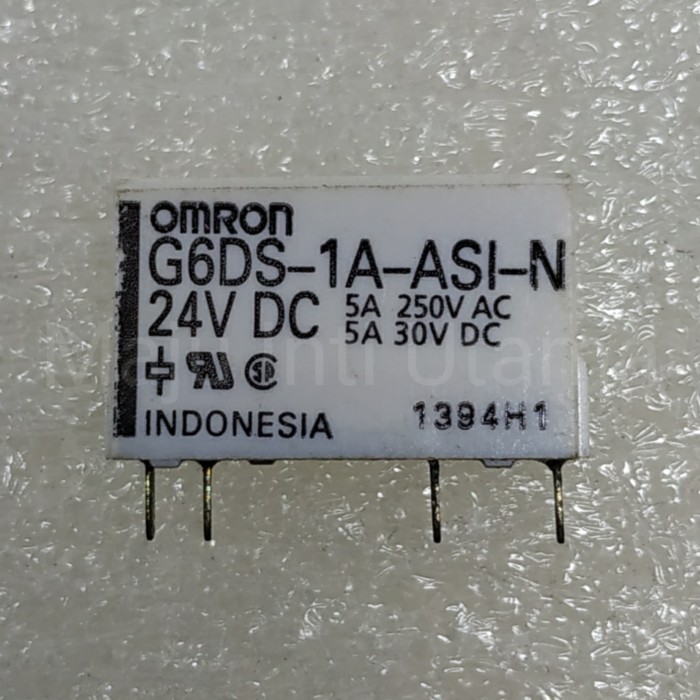 omron
G6DS-1A-ASI-N
24V DC 5A 250V AC
5A 30V DC
INDONESIA 1394H1